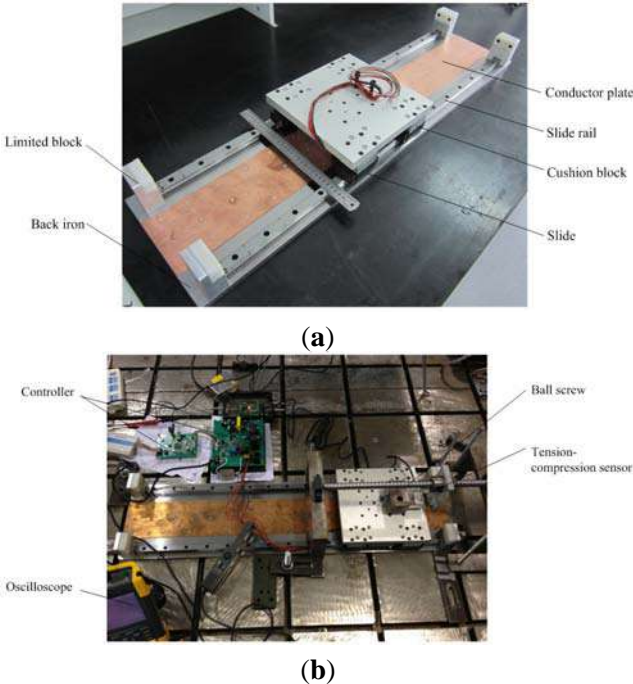 Conductor plate
Slide rail
Limited block
Cushion block
Back iron
Slide
(a)
Controller
Ball screw
Tension-
compression sensor
Oscilloscope
(b)